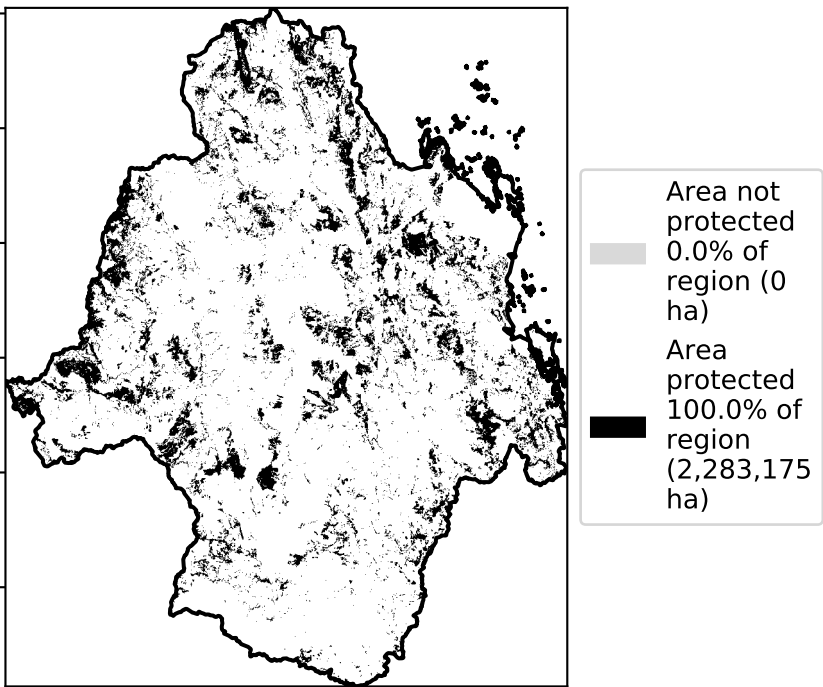 Area not
protected
0.0% of
region (0
ha)
Area
protected
100.0% of
region
(2,283,175
ha)